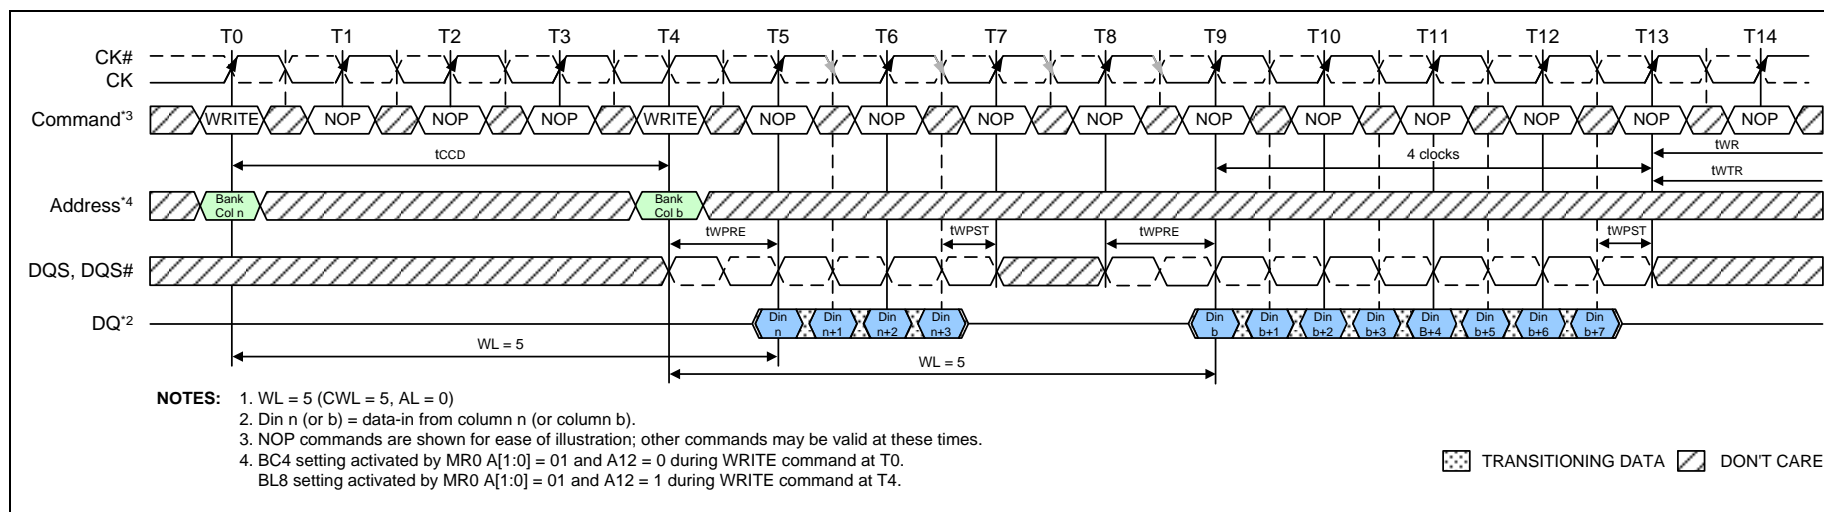 T0 T1 T2 T3 T4 T5 T6 T7 T8 T9 T10 T11 T12 T13 T14
CK#
CK
Command*3 WRITE NOP NOP NOP WRITE NOP NOP NOP NOP NOP NOP NOP NOP NOP NOP
tCCD 4 clocks tWR
tWTR
Address*4 Bank Col n Bank Col b
tWPRE tWPST tWPRE tWPST
DQS, DQS#
DQ*2 Din n Din n+1 Din n+2 Din n+3 Din b Din b+1 Din b+2 Din b+3 Din B+4 Din b+5 Din b+6 Din b+7
WL = 5
WL = 5
NOTES: 1. WL = 5 (CWL = 5, AL = 0)
2. Din n (or b) = data-in from column n (or column b).
3. NOP commands are shown for ease of illustration; other commands may be valid at these times.
4. BC4 setting activated by MR0 A[1:0] = 01 and A12 = 0 during WRITE command at T0.
BL8 setting activated by MR0 A[1:0] = 01 and A12 = 1 during WRITE command at T4.
TRANSITIONING DATA DON'T CARE